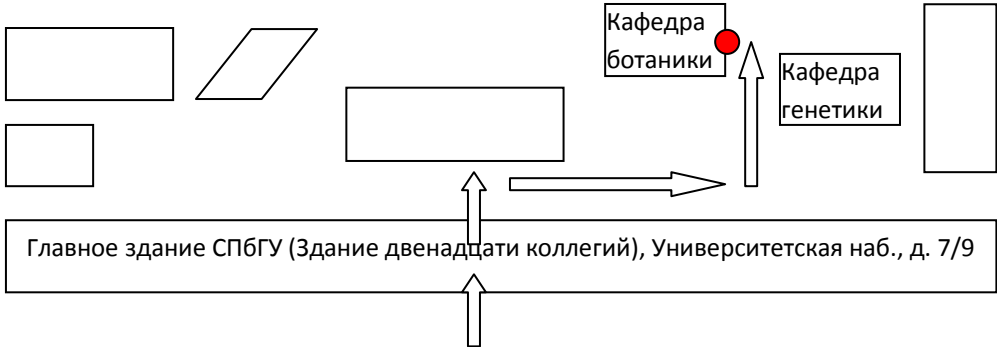 Кафедра
ботаники
Кафедра
генетики
Главное здание СПбГУ (Здание двенадцати коллегий), Университетская наб., д. 7/9